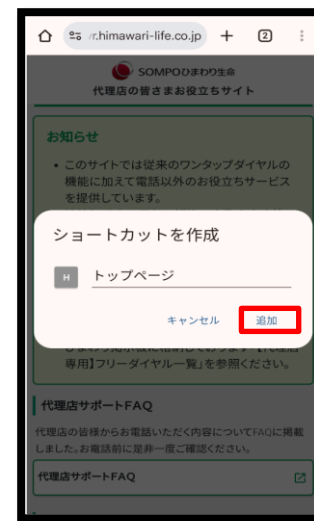 r.himawari-life.co.jp
2
SOMPOひまわり生命
代理店の皆さまお役立ちサイト
お知らせ
• このサイトでは従来のワンタップダイヤルの
機能に加えて電話以外のお役立ちサービス
を提供しています。
ショートカットを作成
H トップページ
キャンセル 追加
専用】フリーダイヤル一覧」を参照ください。
代理店サポートFAQ
代理店の皆様からお電話いただく内容についてFAQに掲載
しました。お電話前に是非一度ご確認ください。
代理店サポートFAQ